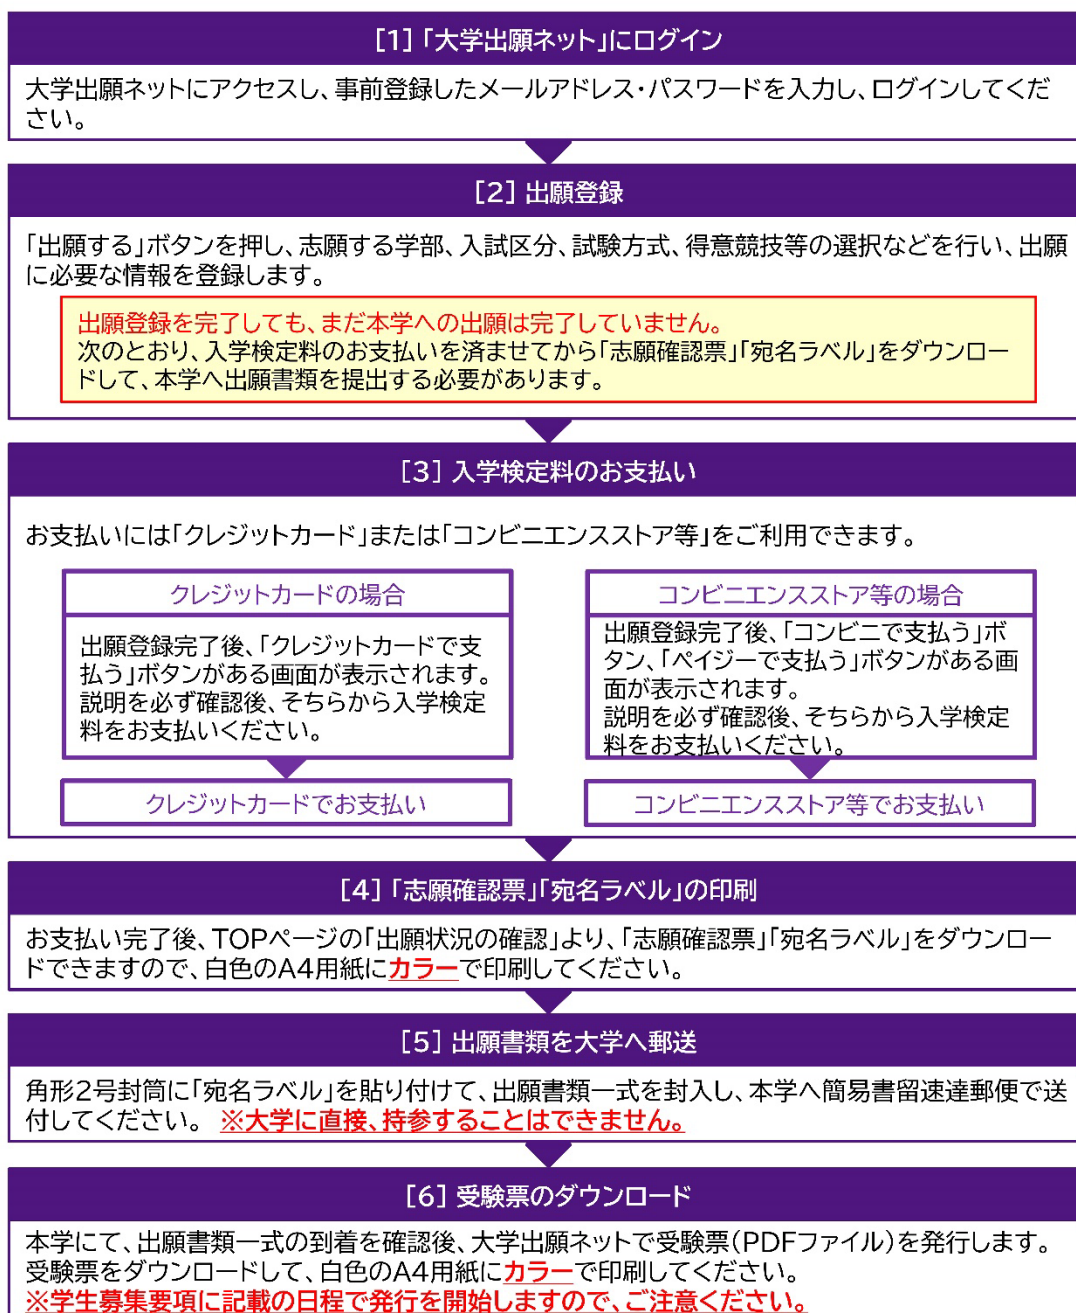 [1]「大学出願ネット」にログイン
大学出願ネットにアクセスし、事前登録したメールアドレス・パスワードを入力し、ログインしてくだ
さい。
[2] 出願登録
「出願する」ボタンを押し、志願する学部、入試区分、試験方式、得意競技等の選択などを行い、出願
に必要な情報を登録します。
出願登録を完了しても、まだ本学への出願は完了していません。
次のとおり、入学検定料のお支払いを済ませてから「志願確認票」「宛名ラベル」をダウンロー
ドして、本学へ出願書類を提出する必要があります。
[3] 入学検定料のお支払い
お支払いには「クレジットカード」または「コンビニエンスストア等」をご利用できます。
クレジットカードの場合
出願登録完了後、「クレジットカードで支
払う」ボタンがある画面が表示されます。
説明を必ず確認後、そちらから入学検定
料をお支払いください。
クレジットカードでお支払い
コンビニエンスストア等の場合
出願登録完了後、「コンビニで支払う」ボ
タン、「ペイジーで支払う」ボタンがある画
面が表示されます。
説明を必ず確認後、そちらから入学検定
料をお支払いください。
コンビニエンスストア等でお支払い
[4]「志願確認票」「宛名ラベル」の印刷
お支払い完了後、TOPページの「出願状況の確認」より、「志願確認票」「宛名ラベル」をダウンロー
ドできますので、白色のA4用紙にカラーで印刷してください。
[5] 出願書類を大学へ郵送
角形2号封筒に「宛名ラベル」を貼り付けて、出願書類一式を封入し、本学へ簡易書留速達郵便で送
付してください。 ※大学に直接、持参することはできません。
[6] 受験票のダウンロード
本学にて、出願書類一式の到着を確認後、大学出願ネットで受験票(PDFファイル)を発行します。
受験票をダウンロードして、白色のA4用紙にカラーで印刷してください。
※学生募集要項に記載の日程で発行を開始しますので、ご注意ください。